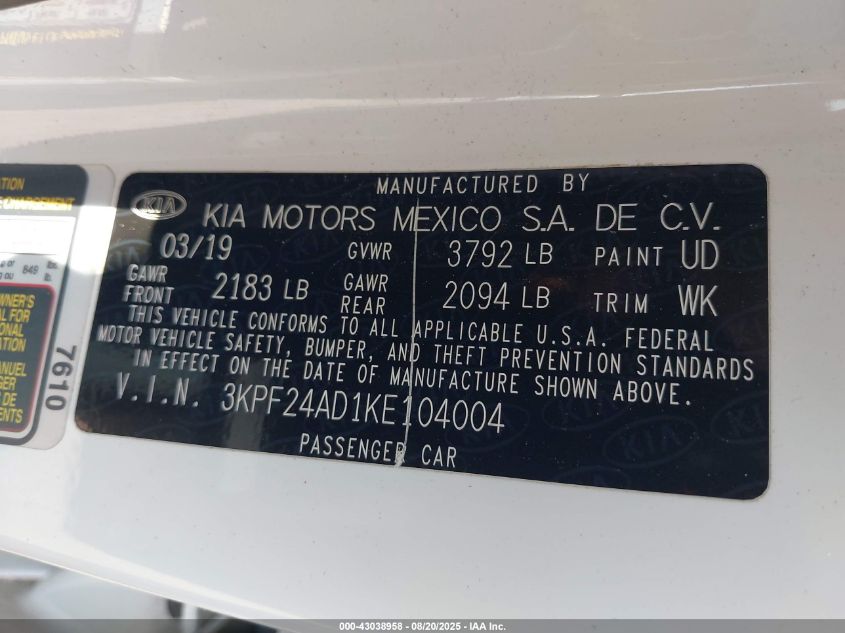 MANUFACTURED BY
KIA KIA MOTORS MEXICO S.A. DE C.V.
03/19 GVWR 3792 LB PAINT UD
GAWR FRONT 2183 LB GAWR REAR 2094 LB TRIM WK
THIS VEHICLE CONFORMS TO ALL APPLICABLE U.S.A. FEDERAL
MOTOR VEHICLE SAFETY, BUMPER, AND THEFT PREVENTION STANDARDS
IN EFFECT ON THE DATE OF MANUFACTURE SHOWN ABOVE.
V.I.N. 3KPF24AD1KE104004
PASSENGER CAR
849 lbs.
7610
000-43038958 - 08/20/2025 - IAA Inc.